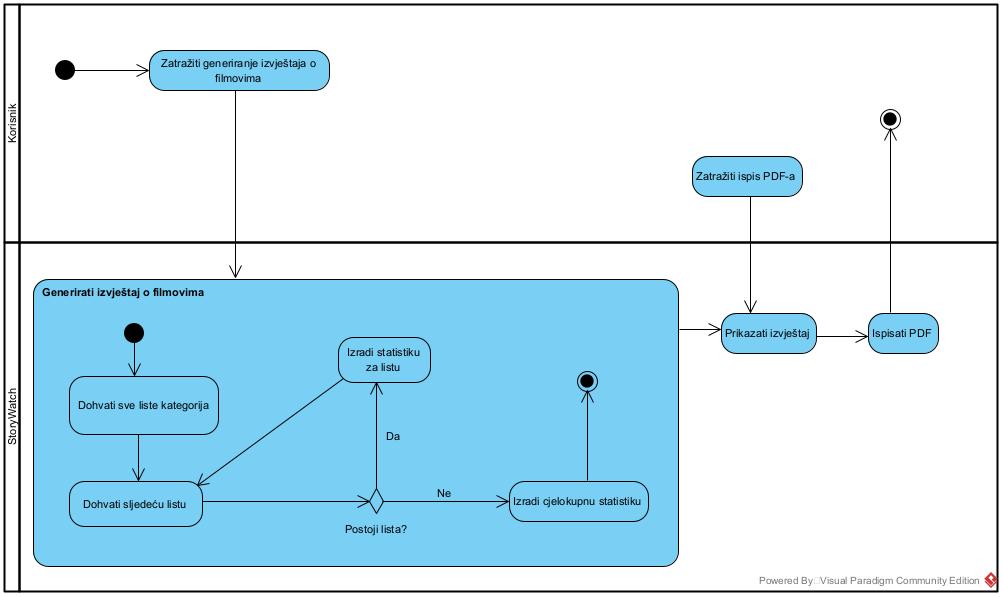 Korisnik
Zatražiti generiranje izvještaja o
filmovima
Zatražiti ispis PDF-a
StoryWatch
Generirati izvještaj o filmovima
Dohvati sve liste kategorija
Dohvati sljedeću listu
Izradi statistiku
za listu
Da
Postoji lista?
Ne
Izradi cjelokupnu statistiku
Prikazati izvještaj
Ispisati PDF
Powered By Visual Paradigm Community Edition